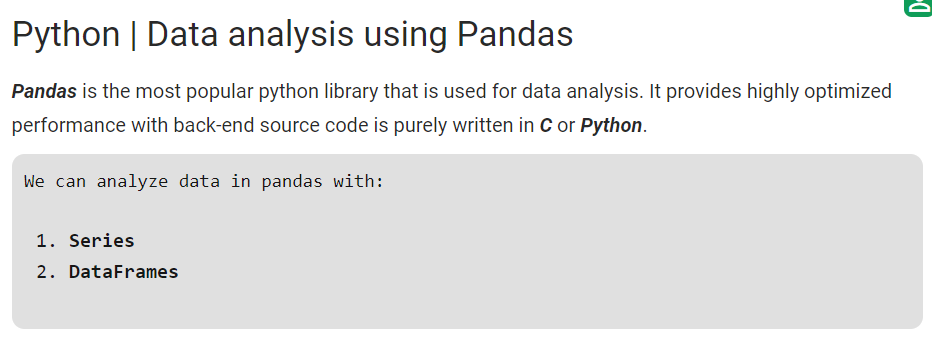 Python | Data analysis using Pandas
Pandas is the most popular python library that is used for data analysis. It provides highly optimized
performance with back-end source code is purely written in C or Python.
We can analyze data in pandas with:
1. Series
2. DataFrames